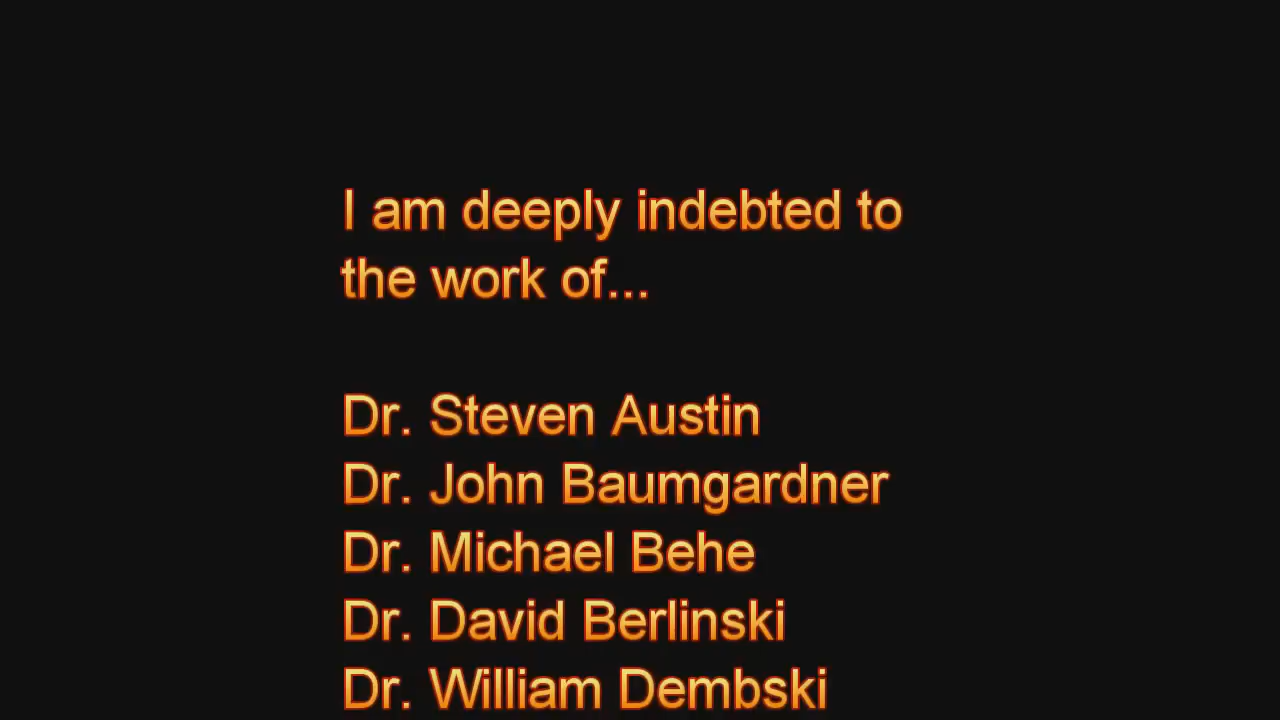 I am deeply indebted to
the work of...
Dr. Steven Austin
Dr. John Baumgardner
Dr. Michael Behe
Dr. David Berlinski
Dr. William Dembski